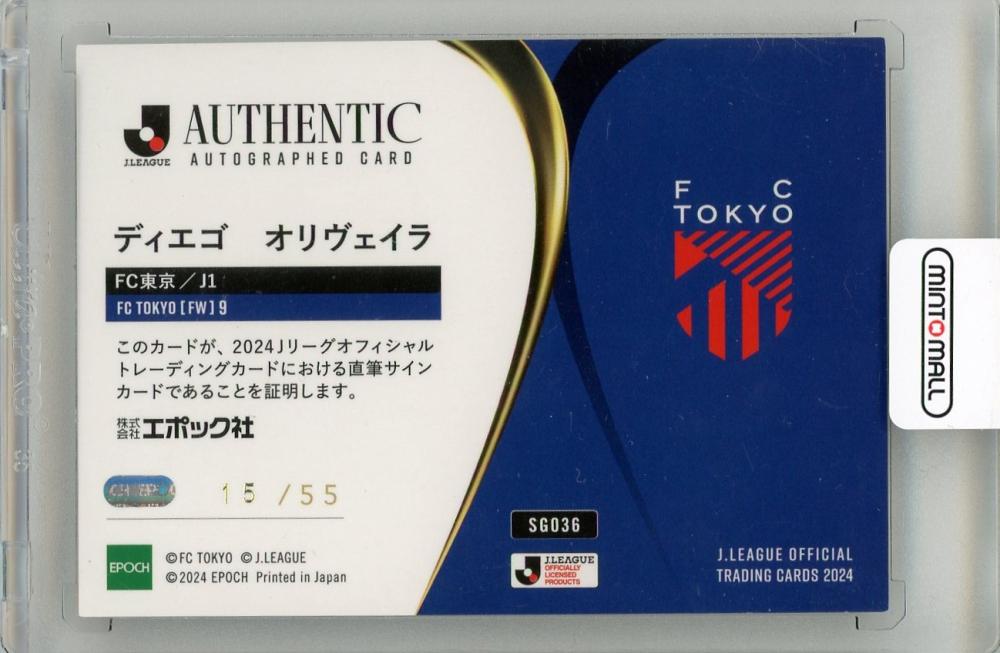 J.LEAGUE
AUTHENTIC
AUTOGRAPHED CARD
ディエゴ オリヴェイラ
FC東京／J1
FC TOKYO [FW] 9
このカードが、2024Jリーグオフィシャル
トレーディングカードにおける直筆サイン
カードであることを証明します。
株式会社エポック社
15 /55
EPOCH
©FC TOKYO ©J.LEAGUE
©2024 EPOCH Printed in Japan
F C
TOKYO
SG036
J.LEAGUE
OFFICIALLY
LICENSED
PRODUCTS
J.LEAGUE OFFICIAL
TRADING CARDS 2024
MINTOMALL